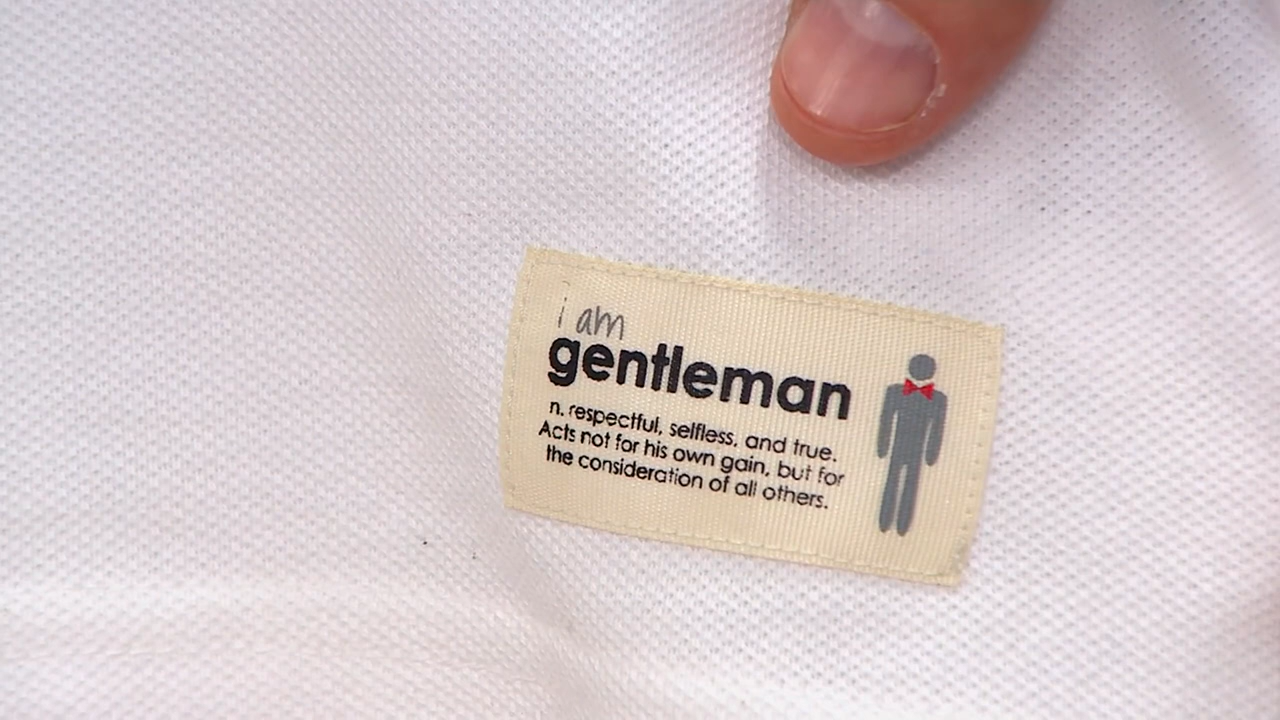 i am
gentleman
n. respectful, selfless, and true.
Acts not for his own gain, but for
the consideration of all others.